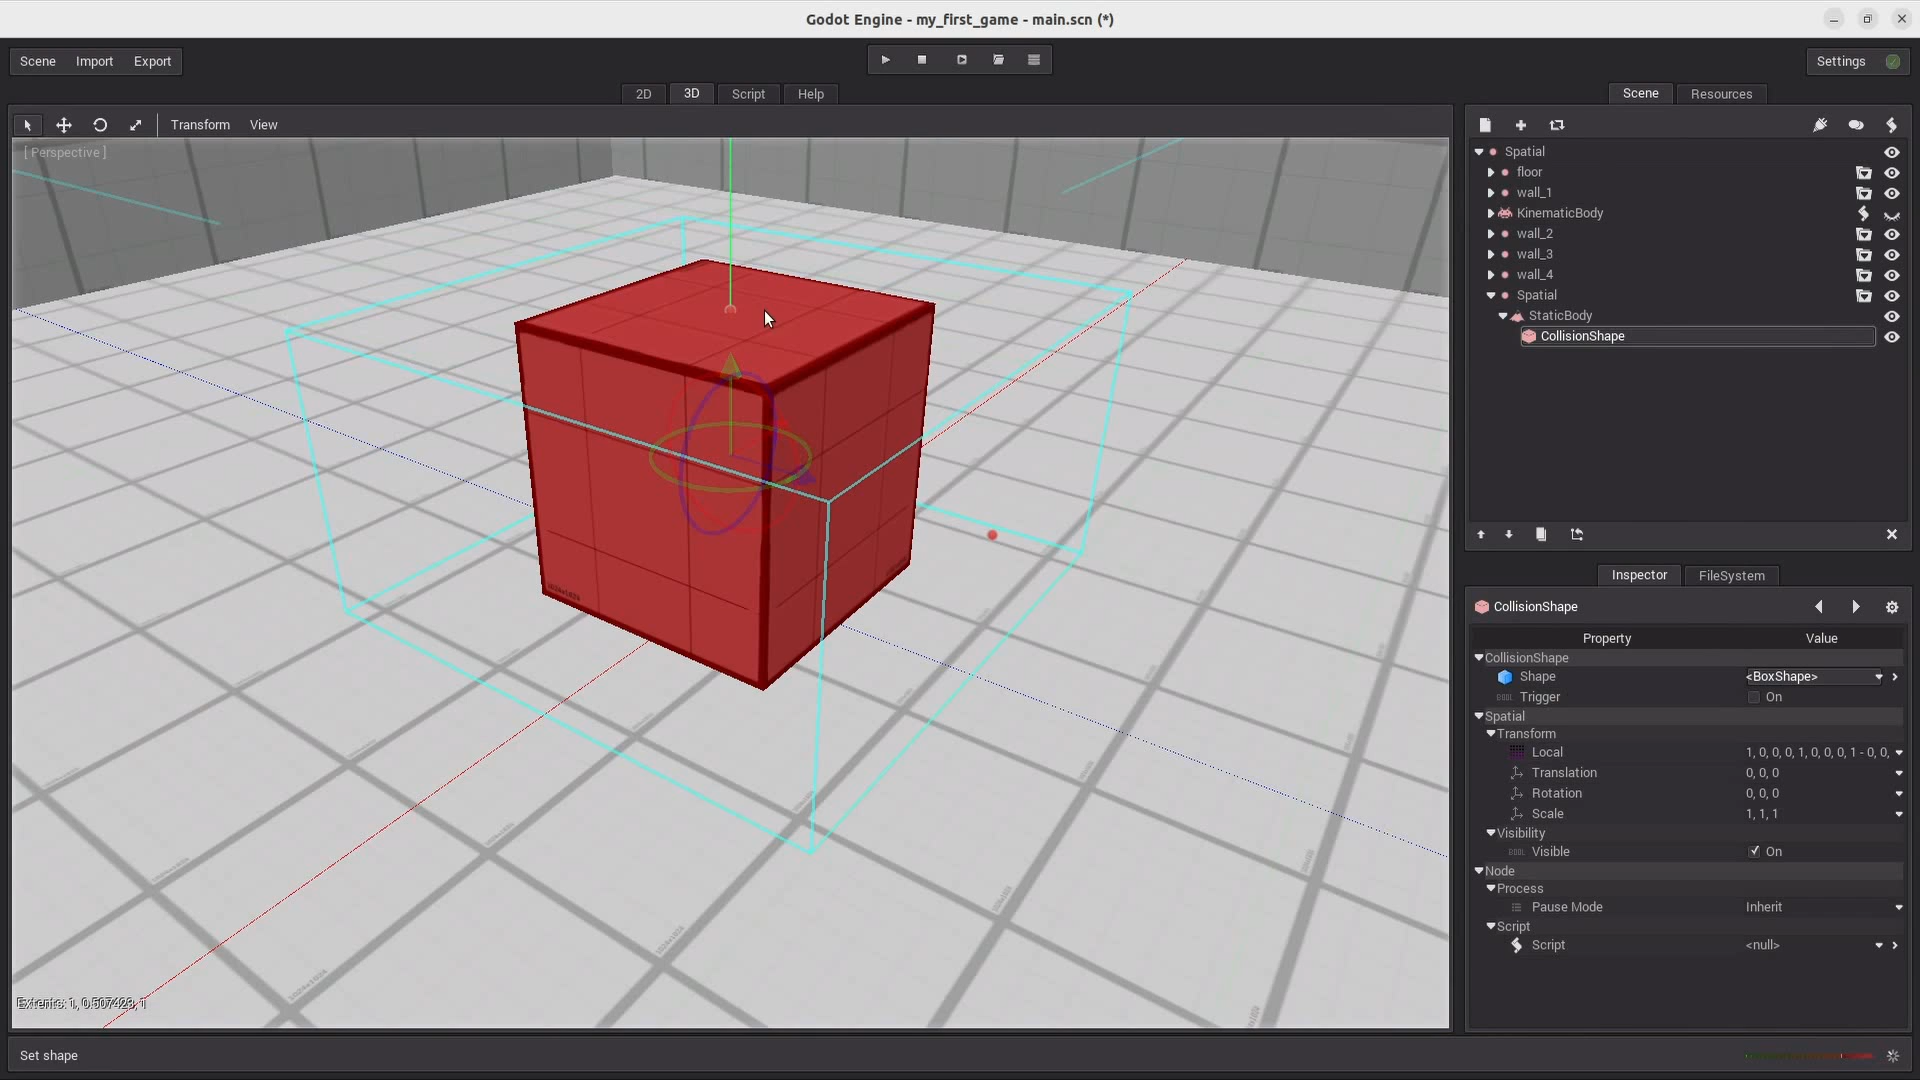 Godot Engine - my_first_game - main.scn (*)
Scene Import Export
Settings
2D 3D Script Help
Scene Resources
Transform View
[ Perspective ]
Spatial
floor
wall_1
KinematicBody
wall_2
wall_3
wall_4
Spatial
StaticBody
CollisionShape
Inspector FileSystem
CollisionShape
Property Value
CollisionShape
Shape <BoxShape>
Trigger On
Spatial
Transform
Local 1, 0, 0, 0, 1, 0, 0, 0, 1 - 0, 0,
Translation 0, 0, 0
Rotation 0, 0, 0
Scale 1, 1, 1
Visibility
Visible On
Node
Process
Pause Mode Inherit
Script
Script <null>
Extents: 1, 0.507423, 1
Set shape